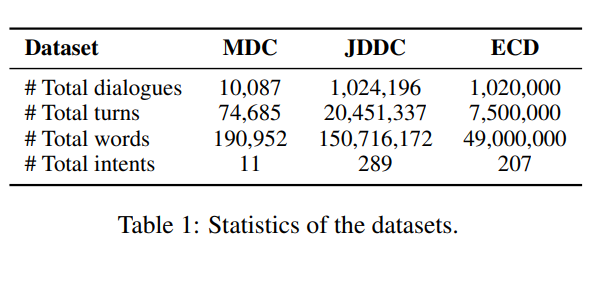 Dataset MDC JDDC ECD
# Total dialogues 10,087 1,024,196 1,020,000
# Total turns 74,685 20,451,337 7,500,000
# Total words 190,952 150,716,172 49,000,000
# Total intents 11 289 207
Table 1: Statistics of the datasets.